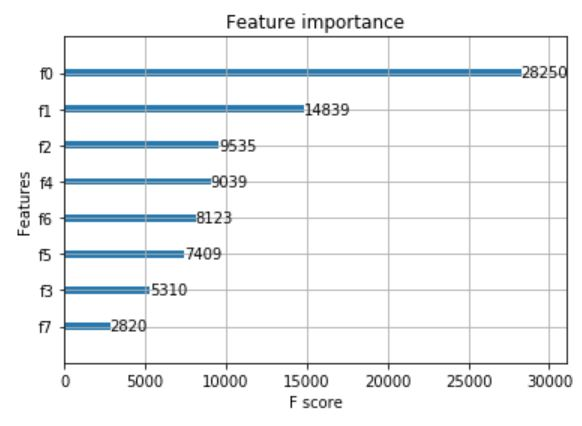 Feature importance
f0 28250
f1 14839
f2 9535
f4 9039
f6 8123
f5 7409
f3 5310
f7 2820
Features
0 5000 10000 15000 20000 25000 30000
F score